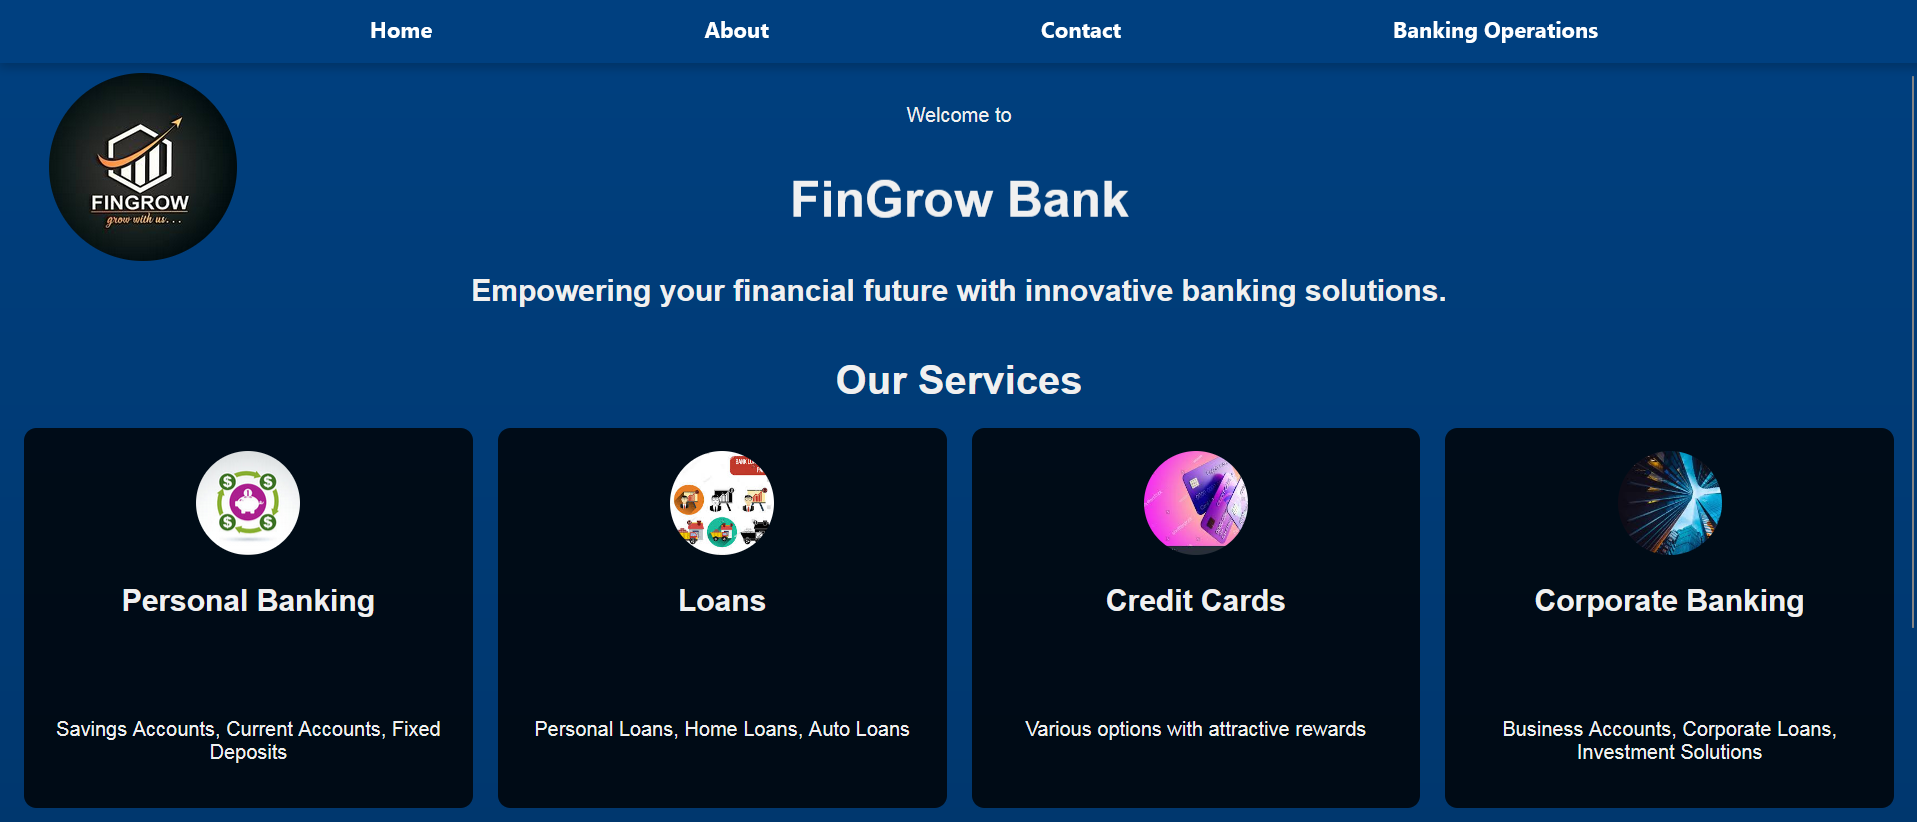 Home About Contact Banking Operations
FINGROW
grow with us...
Welcome to
FinGrow Bank
Empowering your financial future with innovative banking solutions.
Our Services
Personal Banking
Savings Accounts, Current Accounts, Fixed
Deposits
Loans
Personal Loans, Home Loans, Auto Loans
Credit Cards
Various options with attractive rewards
Corporate Banking
Business Accounts, Corporate Loans,
Investment Solutions